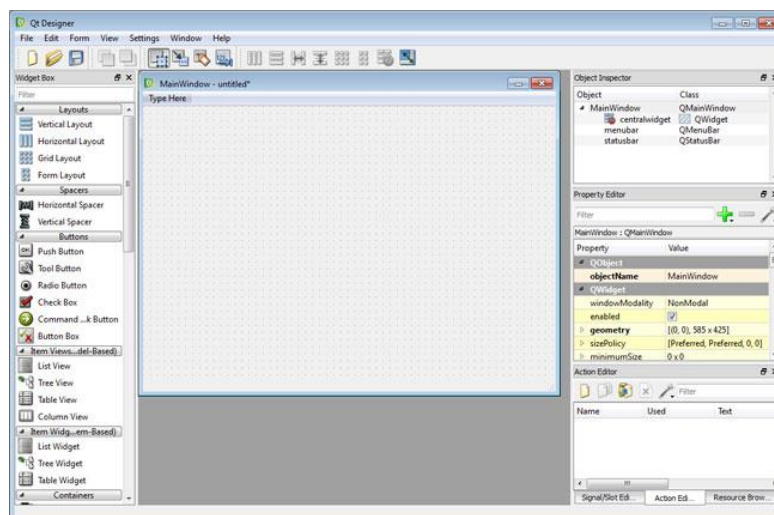 Qt Designer
File Edit Form View Settings Window Help
Widget Box
Filter
Layouts
Vertical Layout
Horizontal Layout
Grid Layout
Form Layout
Spacers
Horizontal Spacer
Vertical Spacer
Buttons
OK Push Button
Tool Button
Radio Button
Check Box
Command ...k Button
Button Box
Item Views...del-Based)
List View
Tree View
Table View
Column View
Item Widg...em-Based)
List Widget
Tree Widget
Table Widget
Containers
MainWindow - untitled*
Type Here
Object Inspector
Object Class
MainWindow QMainWindow
centralwidget QWidget
menubar QMenuBar
statusbar QStatusBar
Property Editor
Filter
MainWindow : QMainWindow
Property Value
QObject
objectName MainWindow
QWidget
windowModality NonModal
enabled
geometry [(0, 0), 585 x 425]
sizePolicy [Preferred, Preferred, 0, 0]
minimumSize 0 x 0
Action Editor
Filter
Name Used Text
Signal/Slot Edi... Action Edi... Resource Brow...